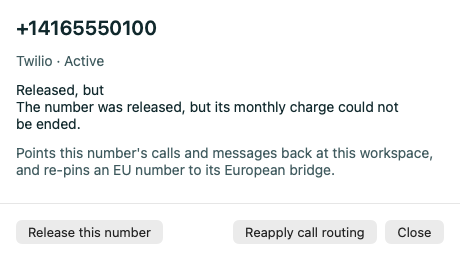 +14165550100
Twilio · Active
Released, but
The number was released, but its monthly charge could not
be ended.
Points this number's calls and messages back at this workspace,
and re-pins an EU number to its European bridge.
Release this number
Reapply call routing
Close